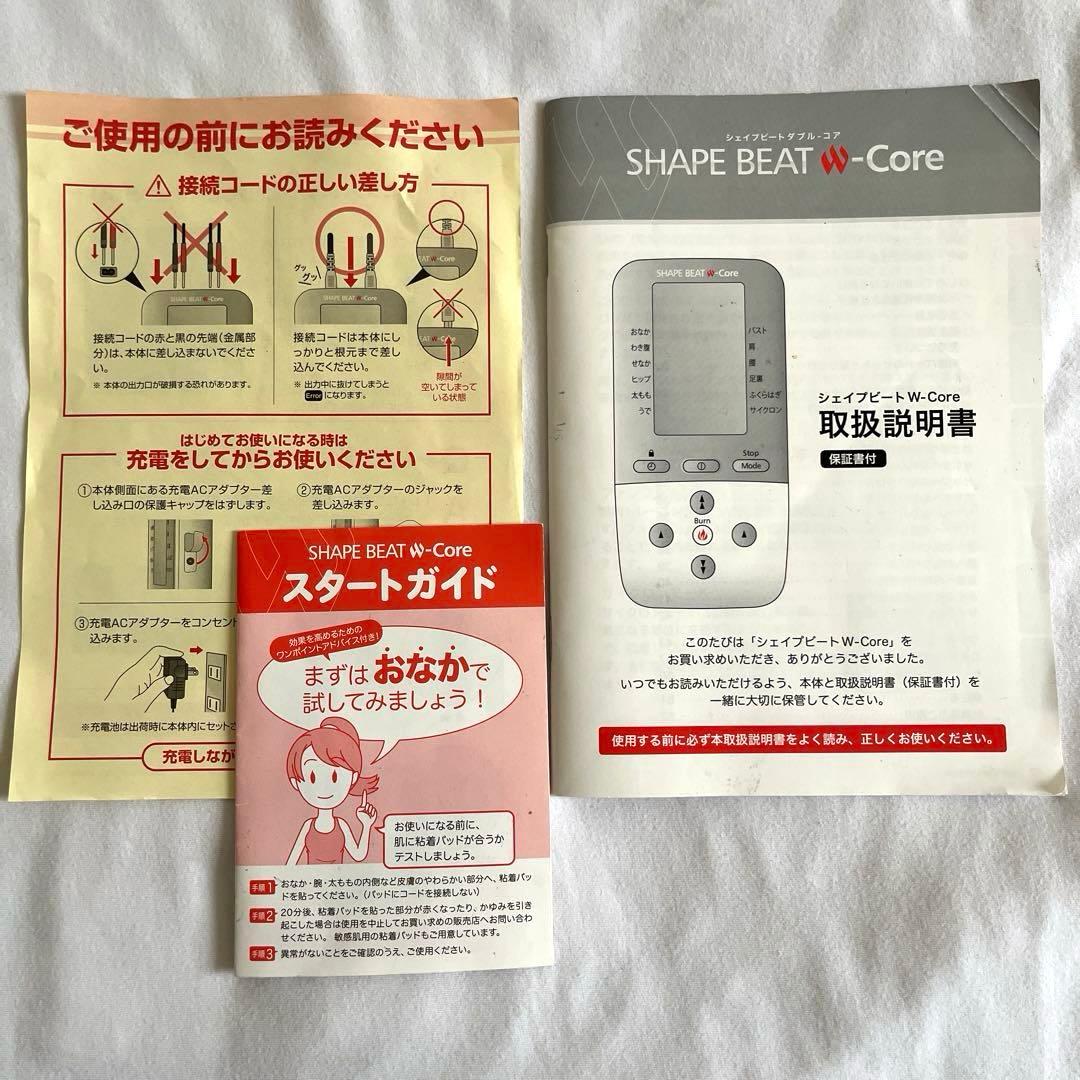 ご使用の前にお読みください
接続コードの正しい差し方
グッ
グッ
SHAPE BEAT W-Core
SHAPE BEAT W-Core
EAT W-Core
EAT W-Core
接続コードの赤と黒の先端(金属部
分)は、本体に差し込まないでくださ
い。
※ 本体の出力口が破損する恐れがあります。
接続コードは本体にし
っかりと根元まで差し
込んでください。
※ 出力中に抜けてしまうと
Error になります。
隙間が
空いてしまって
いる状態
はじめてお使いになる時は
充電をしてからお使いください
①本体側面にある充電ACアダプター差
し込み口の保護キャップをはずします。
②充電ACアダプターのジャックを
差し込みます。
③充電ACアダプターをコンセント
込みます。
※充電池は出荷時に本体内にセットさ
充電しなが
SHAPE BEAT W-Core
スタートガイド
効果を高めるための
ワンポイントアドバイス付き!
まずはおなかで
試してみましょう!
お使いになる前に、
肌に粘着パッドが合うか
テストしましょう。
手順1 おなか・腕・太ももの内側など皮膚のやわらかい部分へ、粘着パッ
ドを貼ってください。(パッドにコードを接続しない)
手順2 20分後、粘着パッドを貼った部分が赤くなったり、かゆみを引き
起こした場合は使用を中止してお買い求めの販売店へお問い合わ
せください。 敏感肌用の粘着パッドもご用意しています。
手順3 異常がないことをご確認のうえ、ご使用ください。
シェイプビートダブル-コア
SHAPE BEAT W-Core
SHAPE BEAT W-Core
おなか
わき腹
せなか
ヒップ
太もも
うで
バスト
肩
腰
足裏
ふくらはぎ
サイクロン
Stop
Mode
Burn
シェイプビート W-Core
取扱説明書
保証書付
このたびは「シェイプビート W-Core」を
お買い求めいただき、ありがとうございました。
いつでもお読みいただけるよう、本体と取扱説明書(保証書付)を
一緒に大切に保管してください。
使用する前に必ず本取扱説明書をよく読み、正しくお使いください。